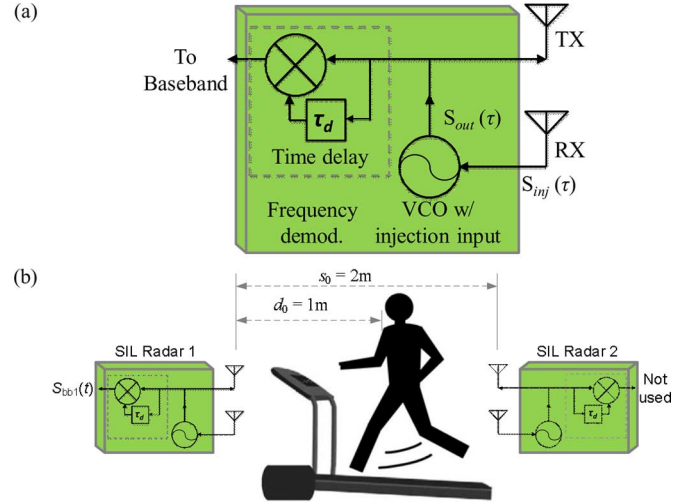 (a)
To
Baseband
TX
τd
Time delay
Sout (τ)
RX
Sinj (τ)
Frequency
demod.
VCO w/
injection input
(b)
s0 = 2m
d0 = 1m
SIL Radar 1
SIL Radar 2
Sbb1(t)
τd
τd
Not
used